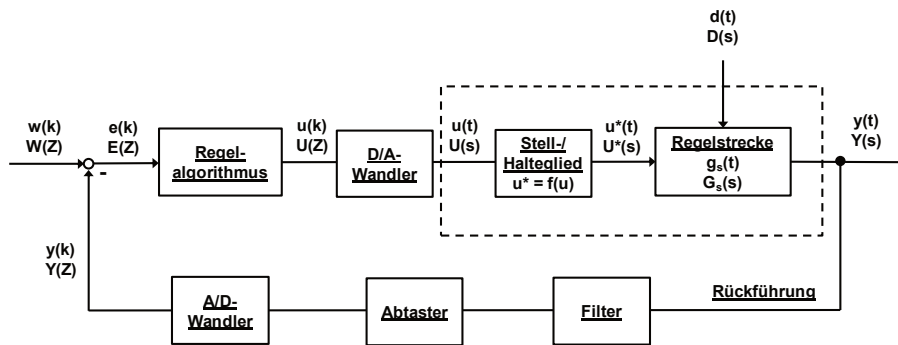 d(t)
D(s)
w(k)
W(Z)
e(k)
E(Z)
-
Regel-
algorithmus
u(k)
U(Z)
D/A-
Wandler
u(t)
U(s)
Stell-/
Halteglied
u* = f(u)
u*(t)
U*(s)
Regelstrecke
gₛ(t)
Gₛ(s)
y(t)
Y(s)
y(k)
Y(Z)
A/D-
Wandler
Abtaster
Filter
Rückführung